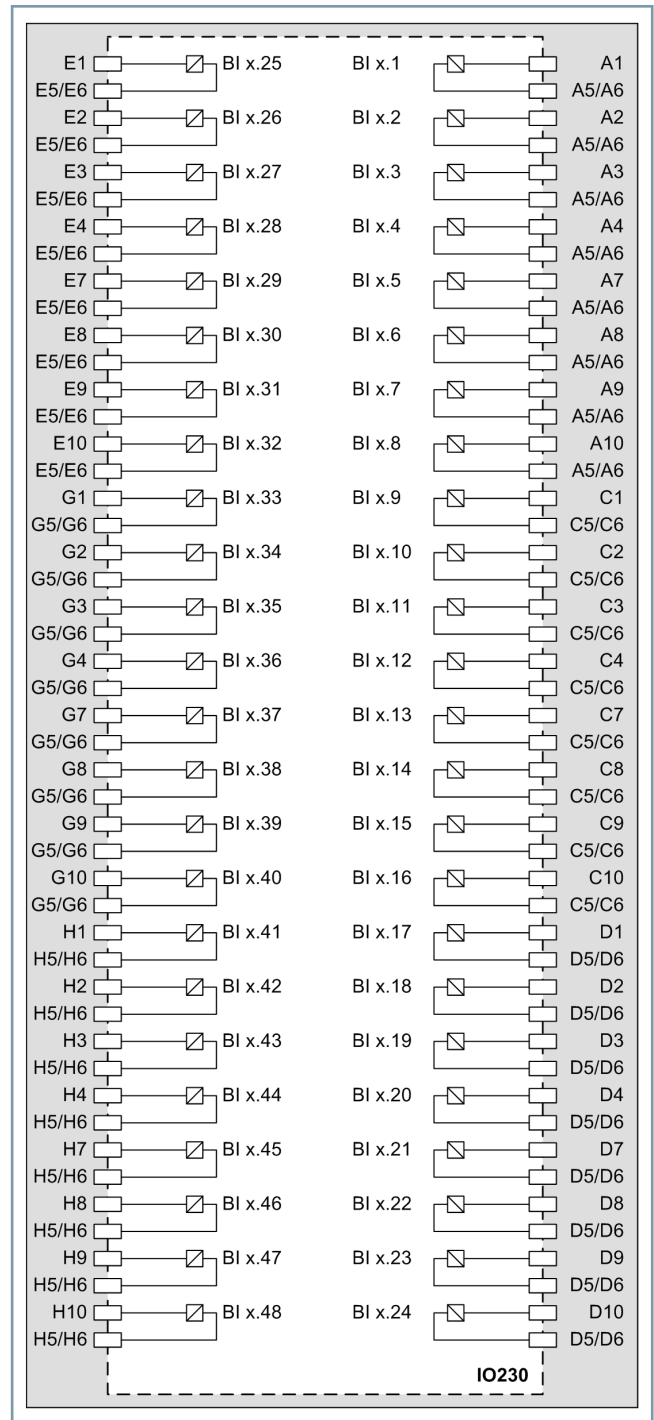 E1 BI x.25 BI x.1 A1
E5/E6 A5/A6
E2 BI x.26 BI x.2 A2
E5/E6 A5/A6
E3 BI x.27 BI x.3 A3
E5/E6 A5/A6
E4 BI x.28 BI x.4 A4
E5/E6 A5/A6
E7 BI x.29 BI x.5 A7
E5/E6 A5/A6
E8 BI x.30 BI x.6 A8
E5/E6 A5/A6
E9 BI x.31 BI x.7 A9
E5/E6 A5/A6
E10 BI x.32 BI x.8 A10
E5/E6 A5/A6
G1 BI x.33 BI x.9 C1
G5/G6 C5/C6
G2 BI x.34 BI x.10 C2
G5/G6 C5/C6
G3 BI x.35 BI x.11 C3
G5/G6 C5/C6
G4 BI x.36 BI x.12 C4
G5/G6 C5/C6
G7 BI x.37 BI x.13 C7
G5/G6 C5/C6
G8 BI x.38 BI x.14 C8
G5/G6 C5/C6
G9 BI x.39 BI x.15 C9
G5/G6 C5/C6
G10 BI x.40 BI x.16 C10
G5/G6 C5/C6
H1 BI x.41 BI x.17 D1
H5/H6 D5/D6
H2 BI x.42 BI x.18 D2
H5/H6 D5/D6
H3 BI x.43 BI x.19 D3
H5/H6 D5/D6
H4 BI x.44 BI x.20 D4
H5/H6 D5/D6
H7 BI x.45 BI x.21 D7
H5/H6 D5/D6
H8 BI x.46 BI x.22 D8
H5/H6 D5/D6
H9 BI x.47 BI x.23 D9
H5/H6 D5/D6
H10 BI x.48 BI x.24 D10
H5/H6 D5/D6
IO230